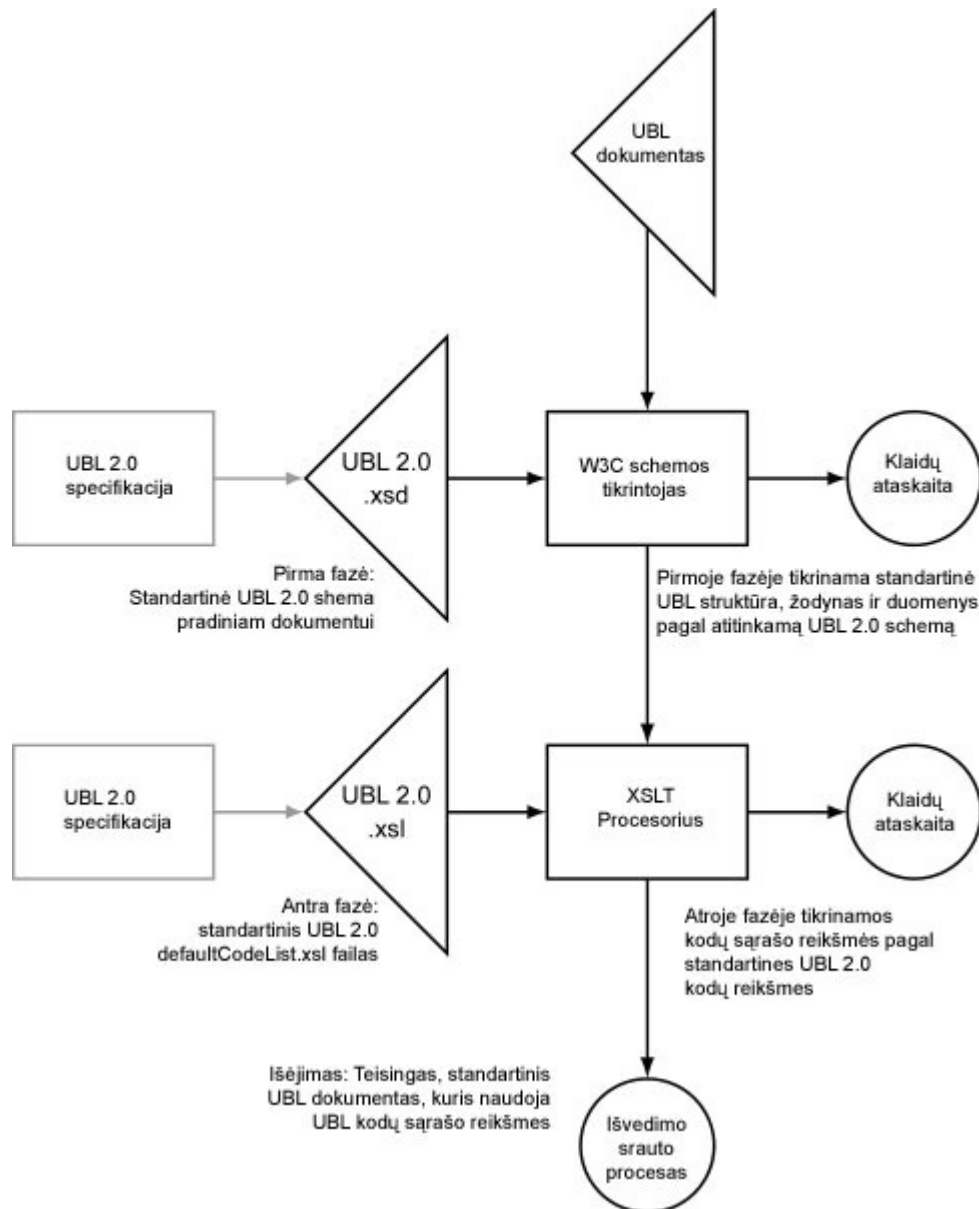 UBL
dokumentas
UBL 2.0
specifikacija
UBL 2.0
.xsd
W3C schemos
tikrintojas
Klaidų
ataskaita
Pirma fazė:
Standartinė UBL 2.0 shema
pradiniam dokumentui
Pirmoje fazėje tikrinama standartinė
UBL struktūra, žodynas ir duomenys
pagal atitinkamą UBL 2.0 schemą
UBL 2.0
specifikacija
UBL 2.0
.xsl
XSLT
Procesorius
Klaidų
ataskaita
Antra fazė:
standartinis UBL 2.0
defaultCodeList.xsl failas
Atroje fazėje tikrinamos
kodų sąrašo reikšmės pagal
standartines UBL 2.0
kodų reikšmes
Išėjimas: Teisingas, standartinis
UBL dokumentas, kuris naudoja
UBL kodų sąrašo reikšmes
Išvedimo
srauto
procesas